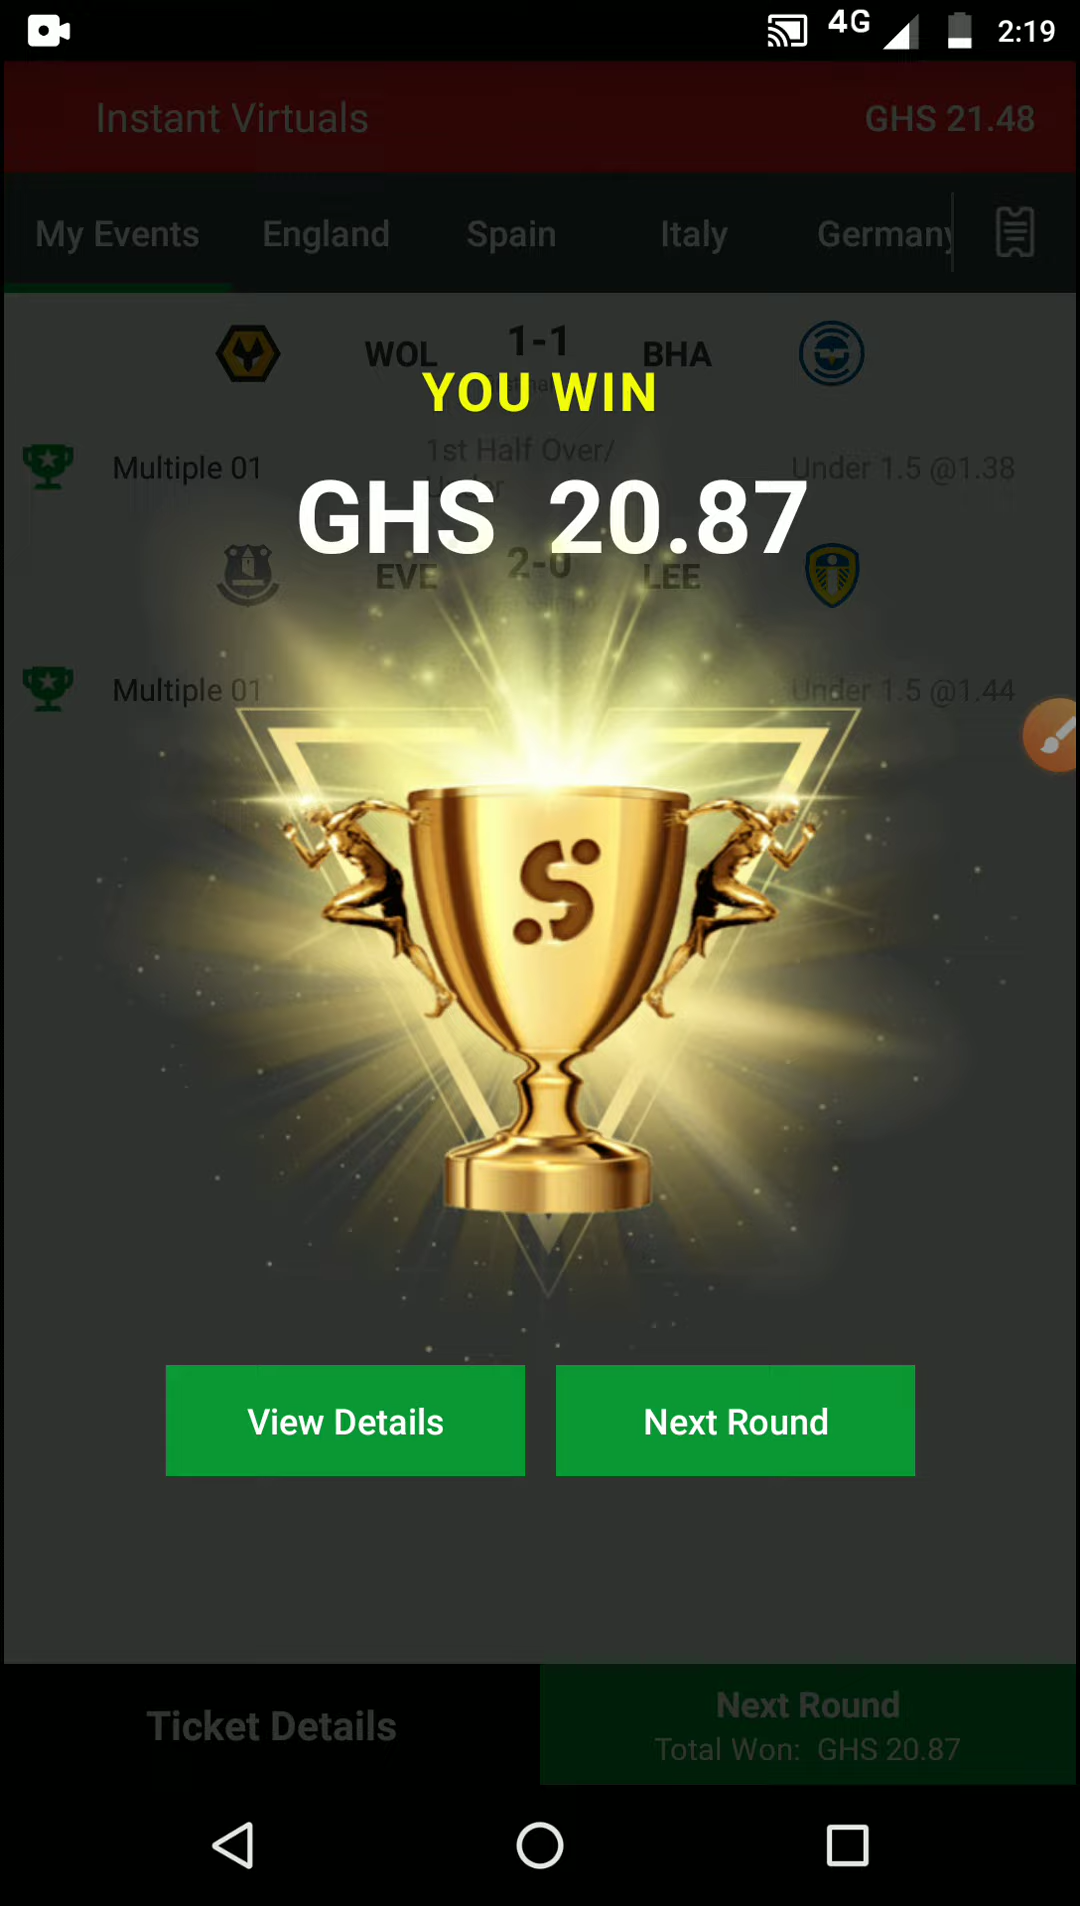 4G 2:19
Instant Virtuals GHS 21.48
My Events England Spain Italy Germany
WOL 1-1 BHA
YOU WIN
Multiple 01 1st Half Over/ Under 1.5 @1.38
GHS 20.87
EVE 2-0 LEE
Multiple 01 Under 1.5 @1.44
View Details Next Round
Ticket Details Next Round
Total Won: GHS 20.87